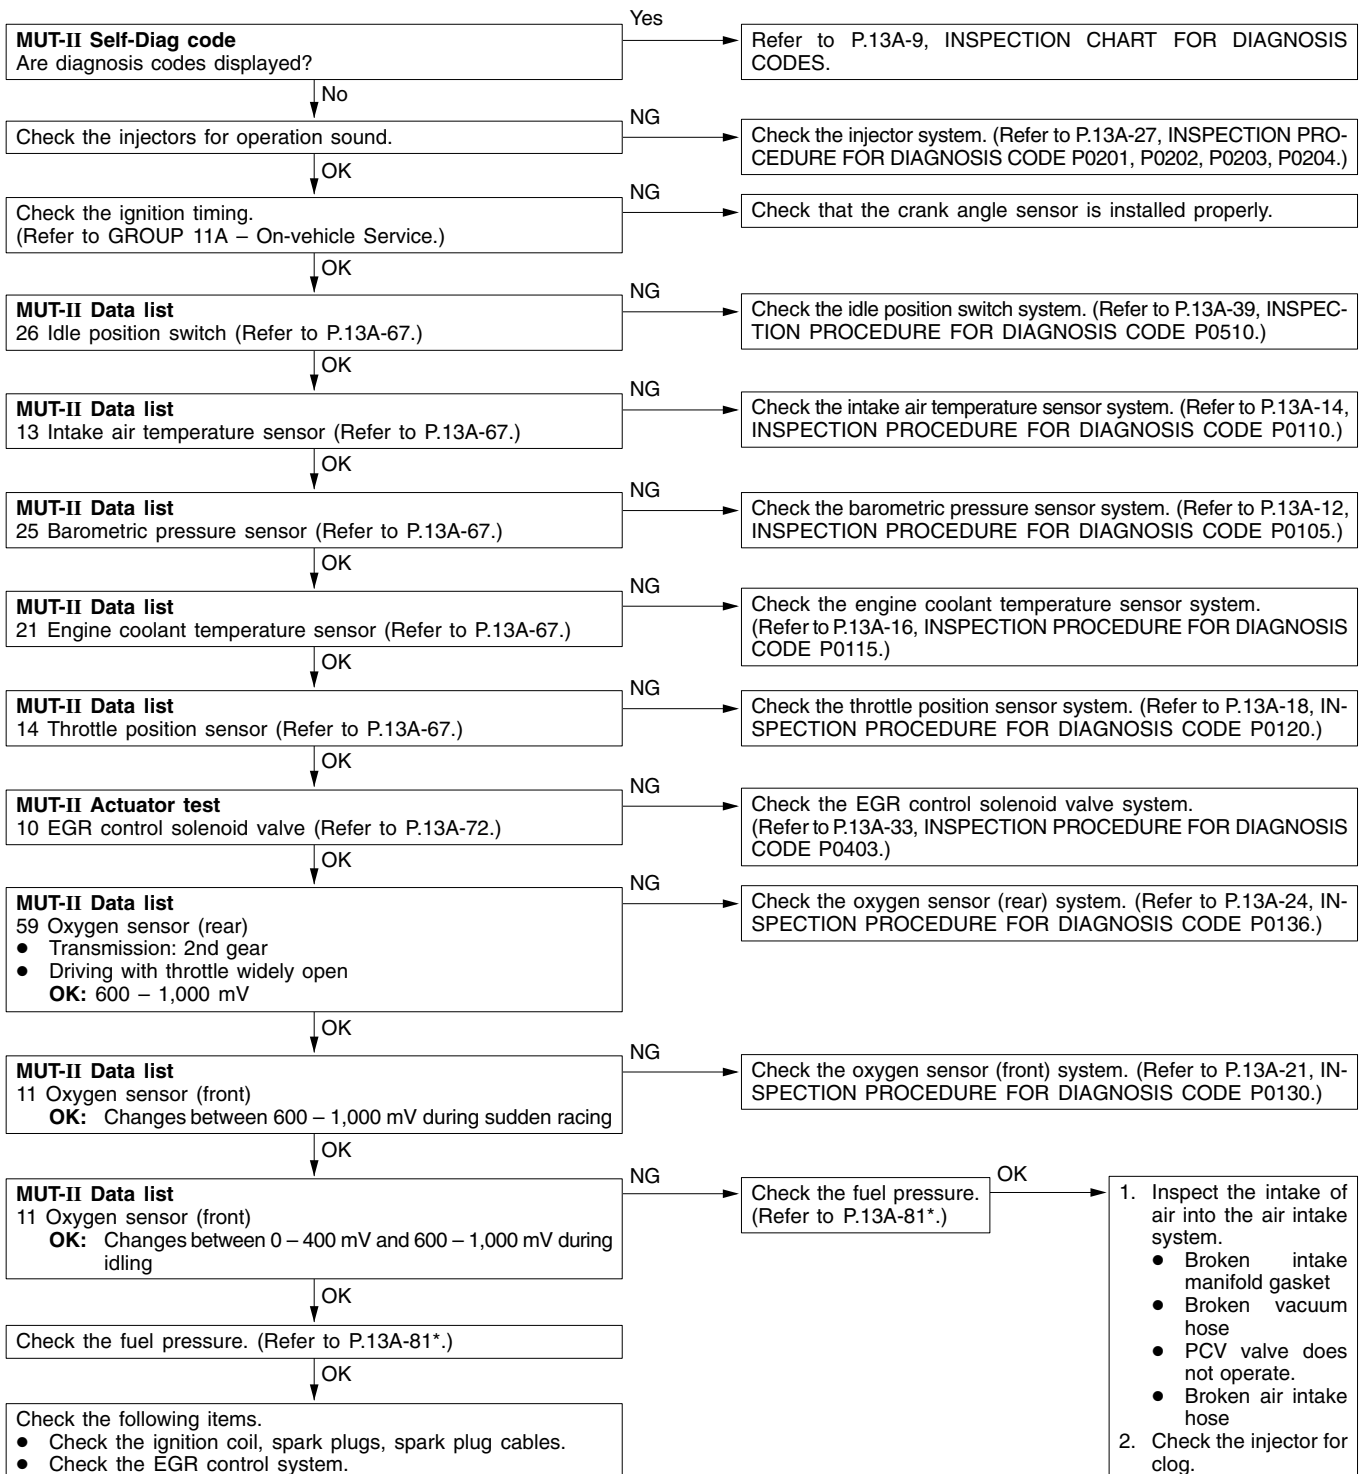 Yes
MUT-II Self-Diag code
Are diagnosis codes displayed?
Refer to P.13A-9, INSPECTION CHART FOR DIAGNOSIS
CODES.
No
NG
Check the injectors for operation sound.
Check the injector system. (Refer to P.13A-27, INSPECTION PRO-
CEDURE FOR DIAGNOSIS CODE P0201, P0202, P0203, P0204.)
OK
NG
Check the ignition timing.
(Refer to GROUP 11A – On-vehicle Service.)
Check that the crank angle sensor is installed properly.
OK
NG
MUT-II Data list
26 Idle position switch (Refer to P.13A-67.)
Check the idle position switch system. (Refer to P.13A-39, INSPEC-
TION PROCEDURE FOR DIAGNOSIS CODE P0510.)
OK
NG
MUT-II Data list
13 Intake air temperature sensor (Refer to P.13A-67.)
Check the intake air temperature sensor system. (Refer to P.13A-14,
INSPECTION PROCEDURE FOR DIAGNOSIS CODE P0110.)
OK
NG
MUT-II Data list
25 Barometric pressure sensor (Refer to P.13A-67.)
Check the barometric pressure sensor system. (Refer to P.13A-12,
INSPECTION PROCEDURE FOR DIAGNOSIS CODE P0105.)
OK
NG
MUT-II Data list
21 Engine coolant temperature sensor (Refer to P.13A-67.)
Check the engine coolant temperature sensor system.
(Refer to P.13A-16, INSPECTION PROCEDURE FOR DIAGNOSIS
CODE P0115.)
OK
NG
MUT-II Data list
14 Throttle position sensor (Refer to P.13A-67.)
Check the throttle position sensor system. (Refer to P.13A-18, IN-
SPECTION PROCEDURE FOR DIAGNOSIS CODE P0120.)
OK
NG
MUT-II Actuator test
10 EGR control solenoid valve (Refer to P.13A-72.)
Check the EGR control solenoid valve system.
(Refer to P.13A-33, INSPECTION PROCEDURE FOR DIAGNOSIS
CODE P0403.)
OK
NG
MUT-II Data list
59 Oxygen sensor (rear)
● Transmission: 2nd gear
● Driving with throttle widely open
OK: 600 – 1,000 mV
Check the oxygen sensor (rear) system. (Refer to P.13A-24, IN-
SPECTION PROCEDURE FOR DIAGNOSIS CODE P0136.)
OK
NG
MUT-II Data list
11 Oxygen sensor (front)
OK: Changes between 600 – 1,000 mV during sudden racing
Check the oxygen sensor (front) system. (Refer to P.13A-21, IN-
SPECTION PROCEDURE FOR DIAGNOSIS CODE P0130.)
OK
NG
MUT-II Data list
11 Oxygen sensor (front)
OK: Changes between 0 – 400 mV and 600 – 1,000 mV during
idling
Check the fuel pressure.
(Refer to P.13A-81*.)
OK
1. Inspect the intake of
air into the air intake
system.
● Broken intake
manifold gasket
● Broken vacuum
hose
● PCV valve does
not operate.
● Broken air intake
hose
2. Check the injector for
clog.
OK
Check the fuel pressure. (Refer to P.13A-81*.)
OK
Check the following items.
● Check the ignition coil, spark plugs, spark plug cables.
● Check the EGR control system.